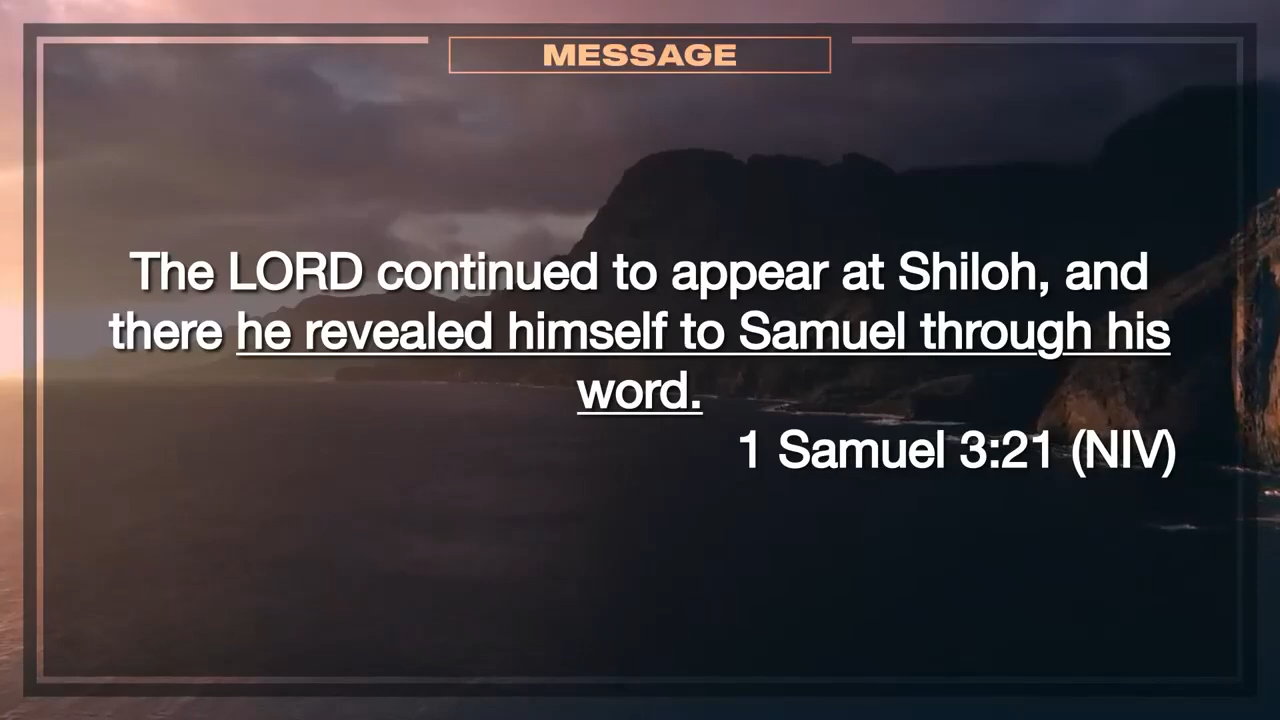 MESSAGE
The LORD continued to appear at Shiloh, and
there he revealed himself to Samuel through his
word.
1 Samuel 3:21 (NIV)